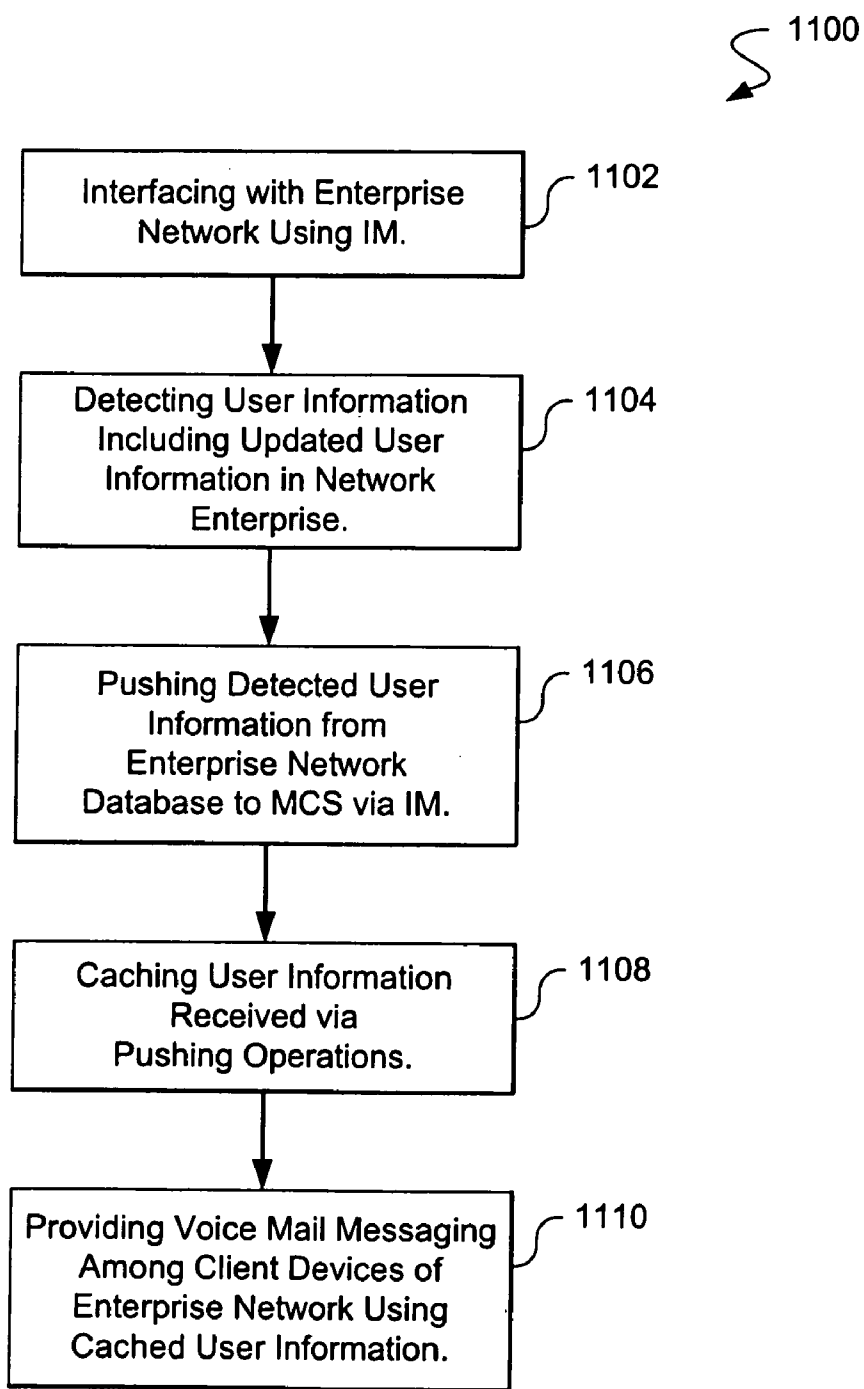 1100
Interfacing with Enterprise
Network Using IM.
1102
Detecting User Information
Including Updated User
Information in Network
Enterprise.
1104
Pushing Detected User
Information from
Enterprise Network
Database to MCS via IM.
1106
Caching User Information
Received via
Pushing Operations.
1108
Providing Voice Mail Messaging
Among Client Devices of
Enterprise Network Using
Cached User Information.
1110